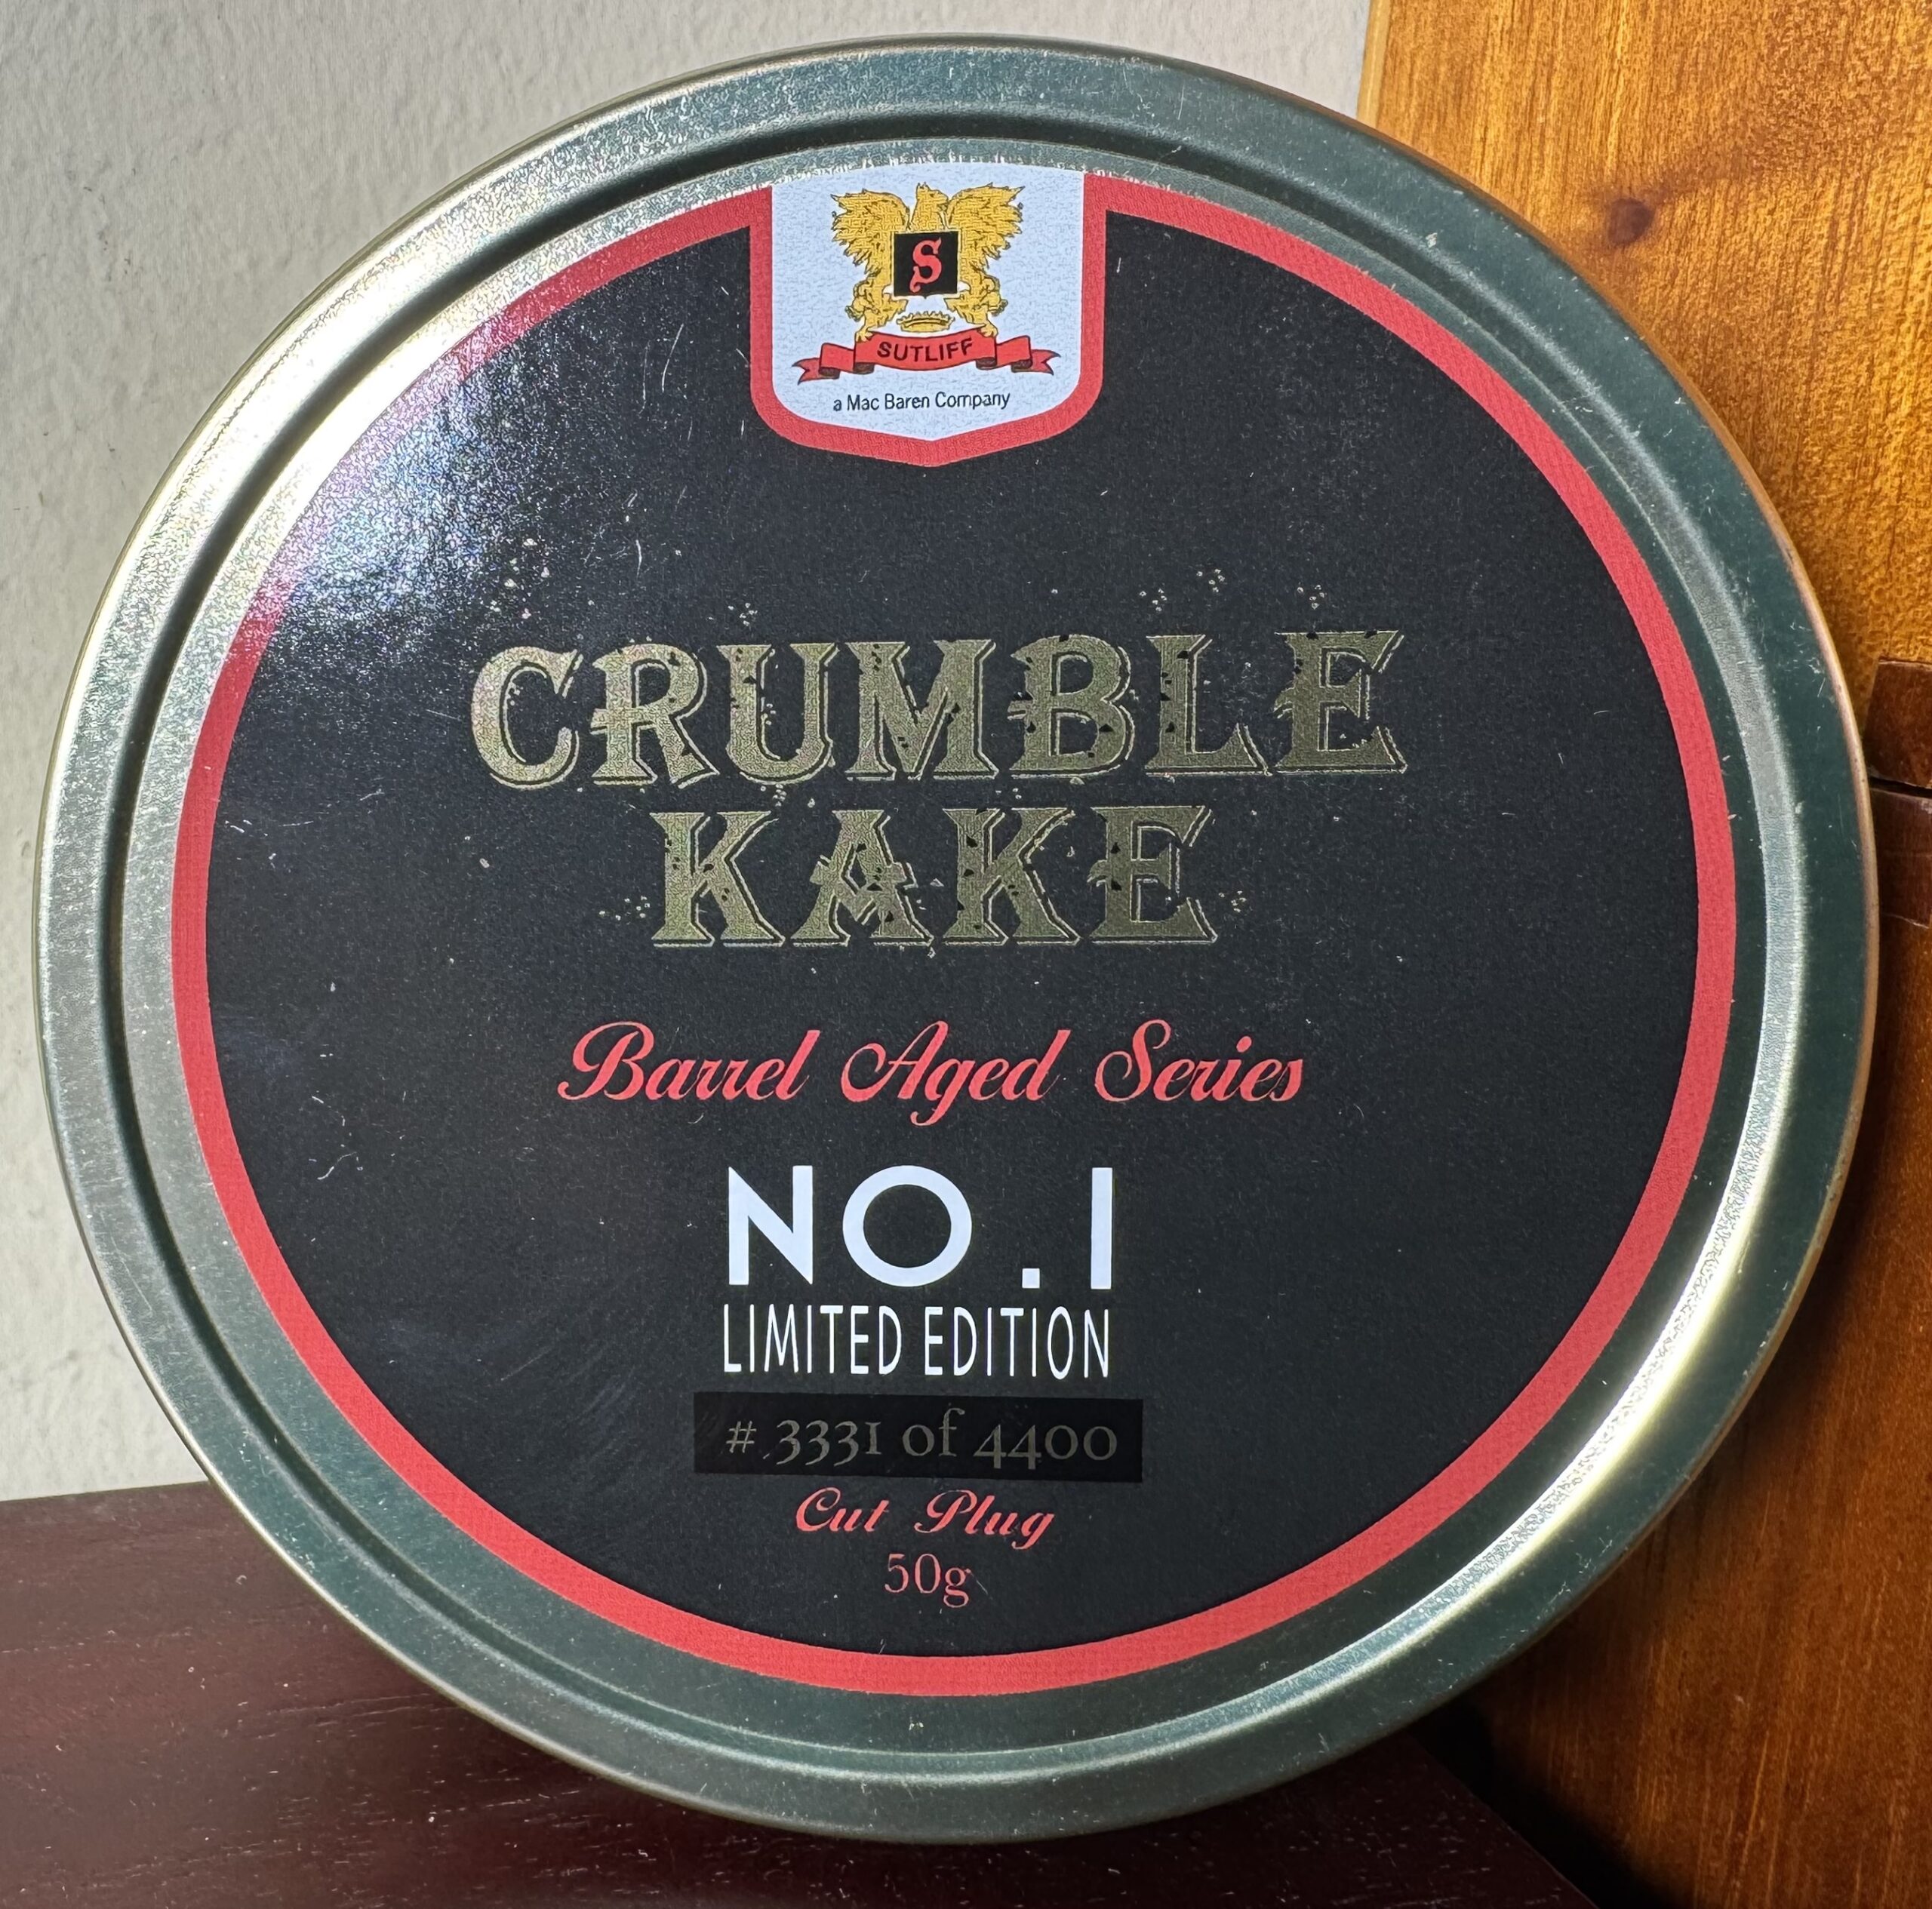 S
SUTLIFF
a Mac Baren Company
CRUMBLE
KAKE
Barrel Aged Series
NO.1
LIMITED EDITION
# 3331 of 4400
Cut Plug
50g